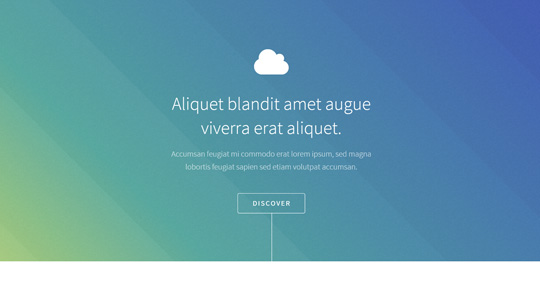 Aliquet blandit amet augue
viverra erat aliquet.
Accumsan feugiat mi commodo erat lorem ipsum, sed magna
lobortis feugiat sapien sed etiam volutpat accumsan.
DISCOVER